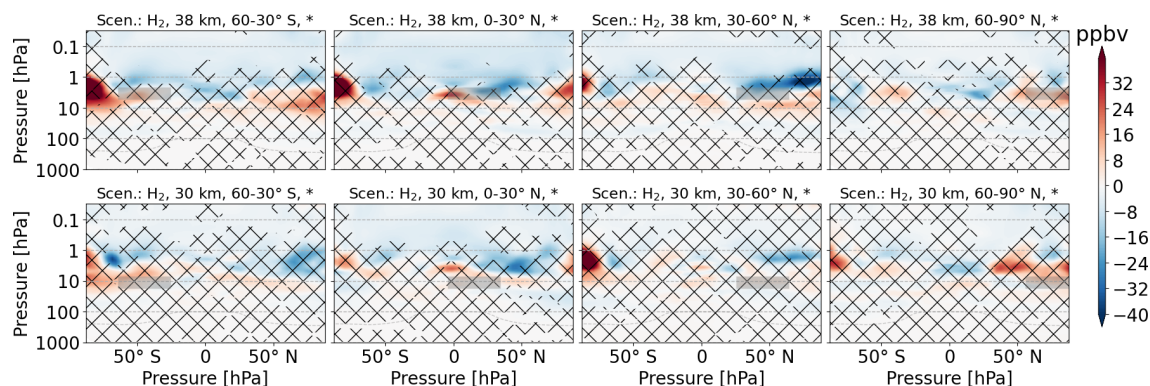 Scen.: H₂, 38 km, 60-30° S, *
Scen.: H₂, 38 km, 0-30° N, *
Scen.: H₂, 38 km, 30-60° N, *
Scen.: H₂, 38 km, 60-90° N, *
ppbv
Pressure [hPa]
0.1
1
10
100
1000
32
24
16
8
0
−8
−16
−24
−32
−40
Scen.: H₂, 30 km, 60-30° S, *
Scen.: H₂, 30 km, 0-30° N, *
Scen.: H₂, 30 km, 30-60° N, *
Scen.: H₂, 30 km, 60-90° N, *
Pressure [hPa]
0.1
1
10
100
1000
50° S 0 50° N
50° S 0 50° N
50° S 0 50° N
50° S 0 50° N
Pressure [hPa]
Pressure [hPa]
Pressure [hPa]
Pressure [hPa]